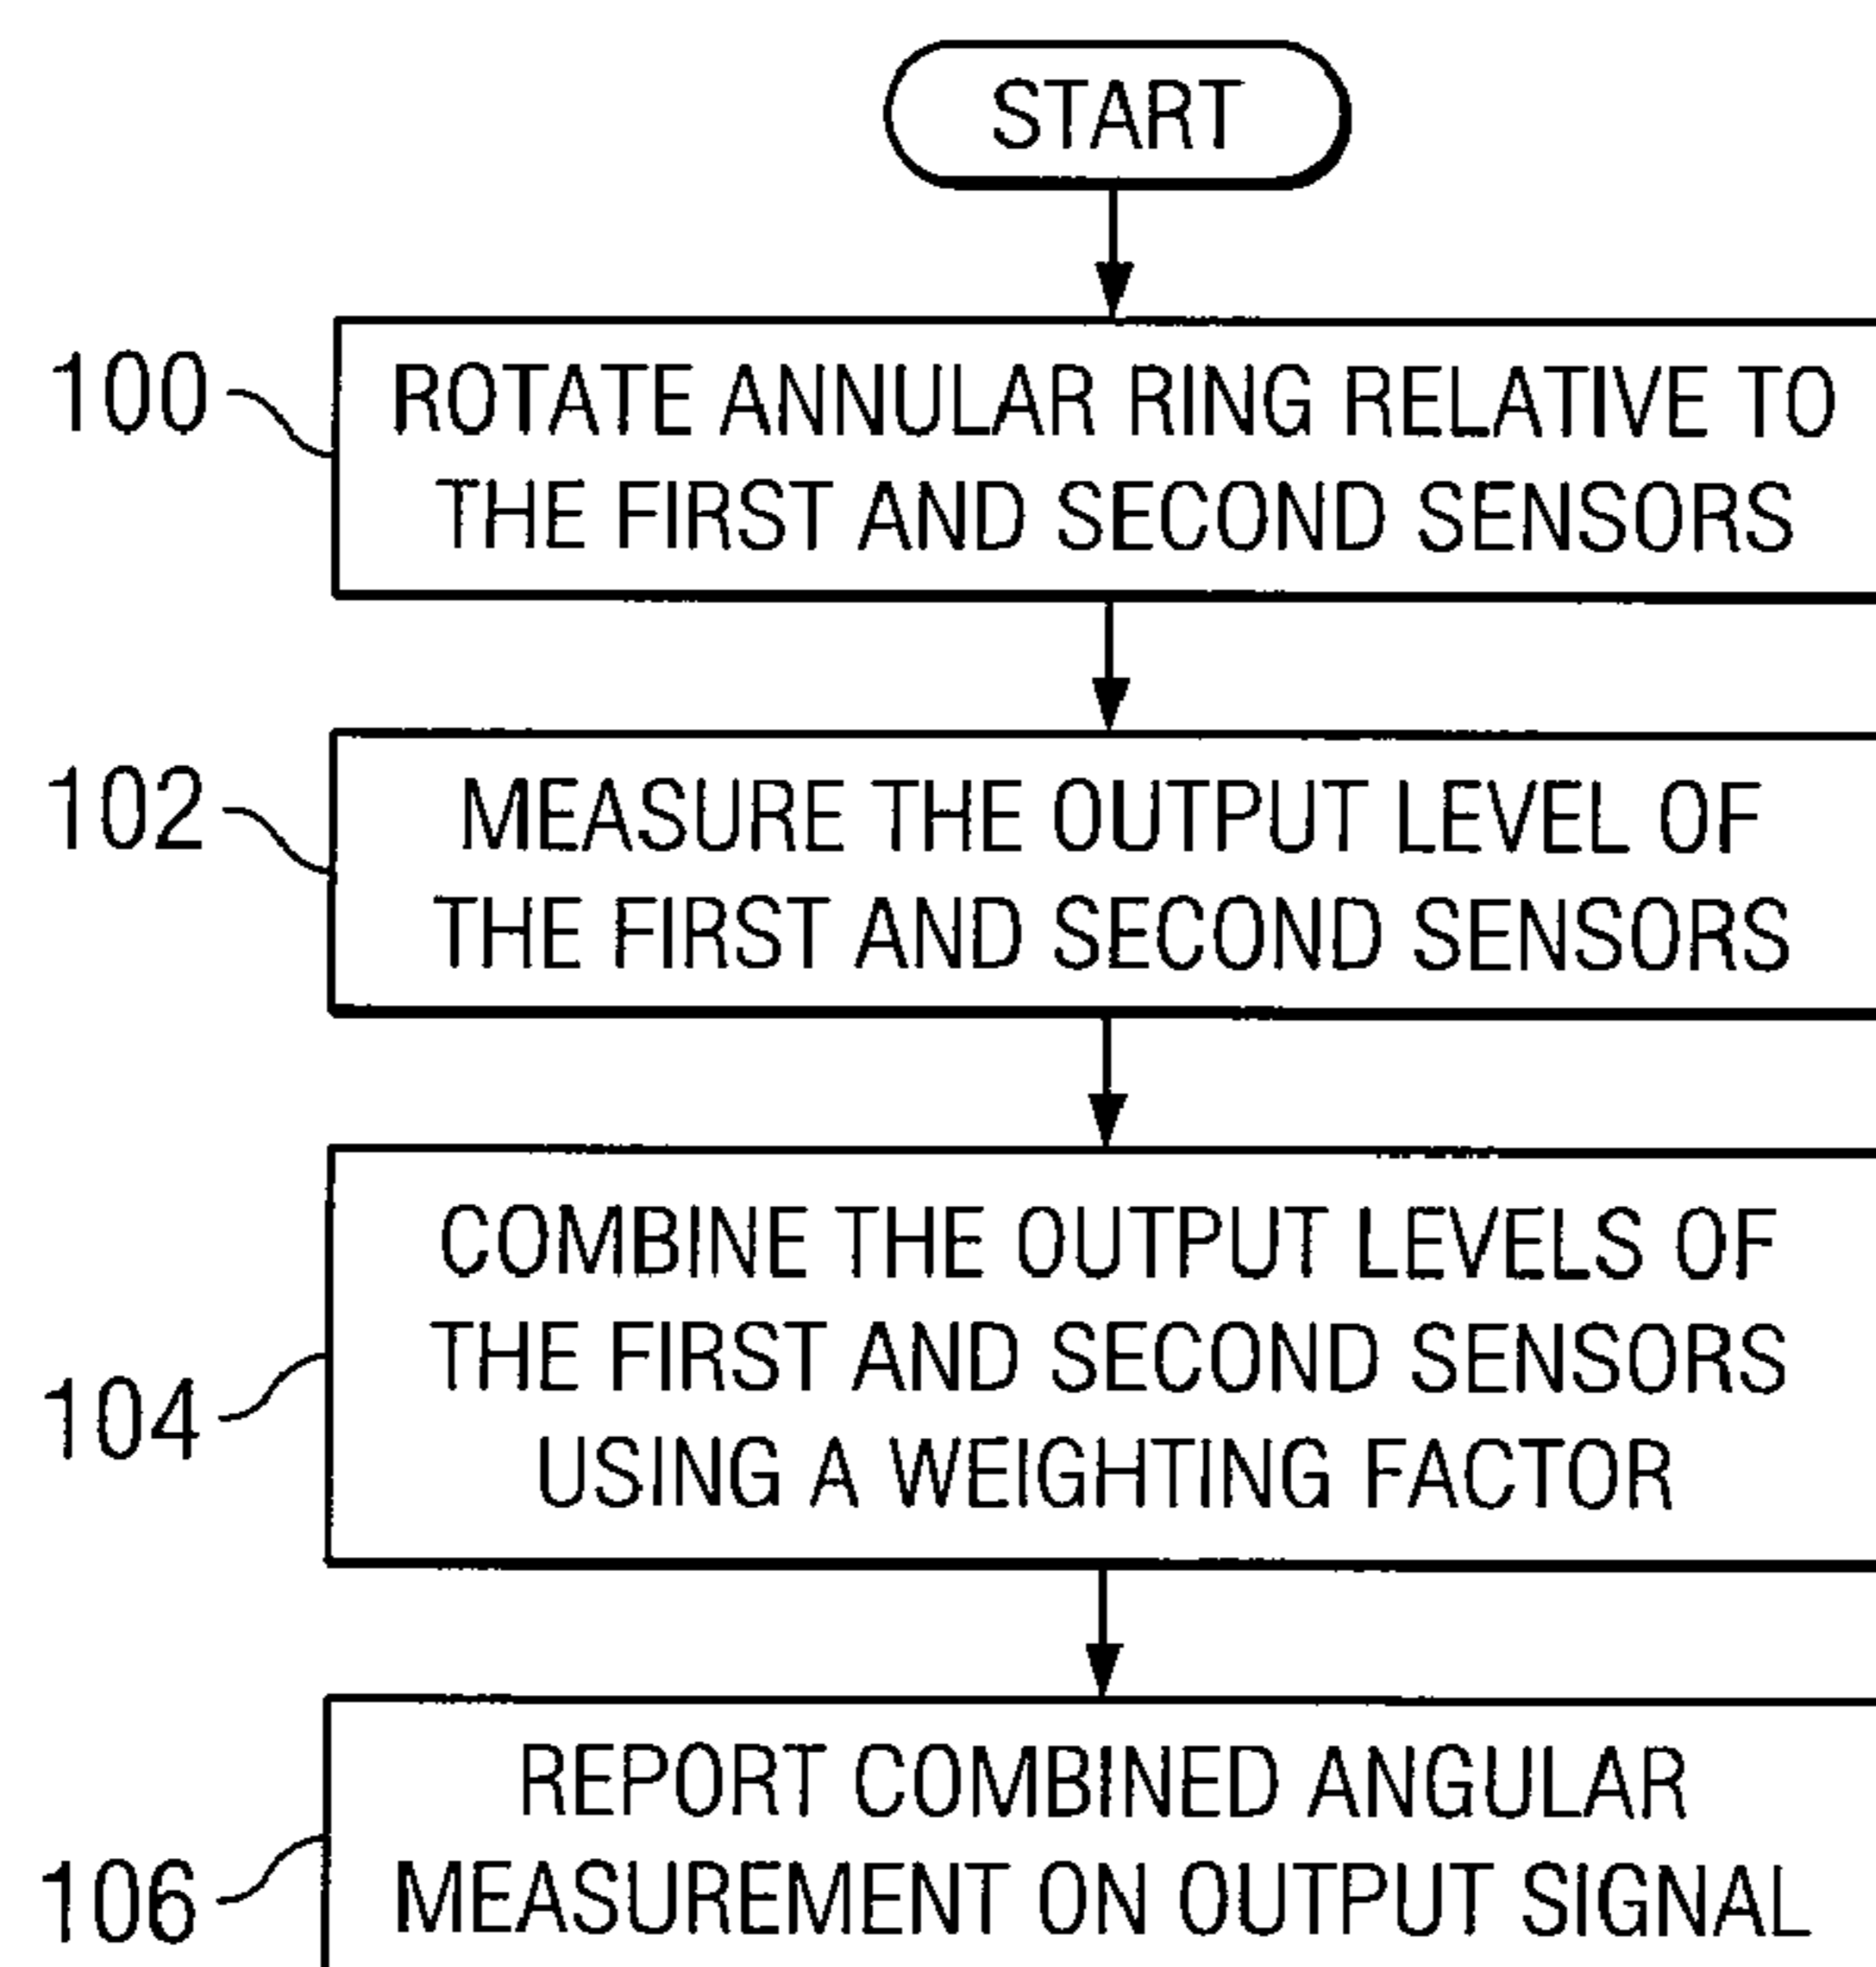 START
100
ROTATE ANNULAR RING RELATIVE TO
THE FIRST AND SECOND SENSORS
102
MEASURE THE OUTPUT LEVEL OF
THE FIRST AND SECOND SENSORS
104
COMBINE THE OUTPUT LEVELS OF
THE FIRST AND SECOND SENSORS
USING A WEIGHTING FACTOR
106
REPORT COMBINED ANGULAR
MEASUREMENT ON OUTPUT SIGNAL